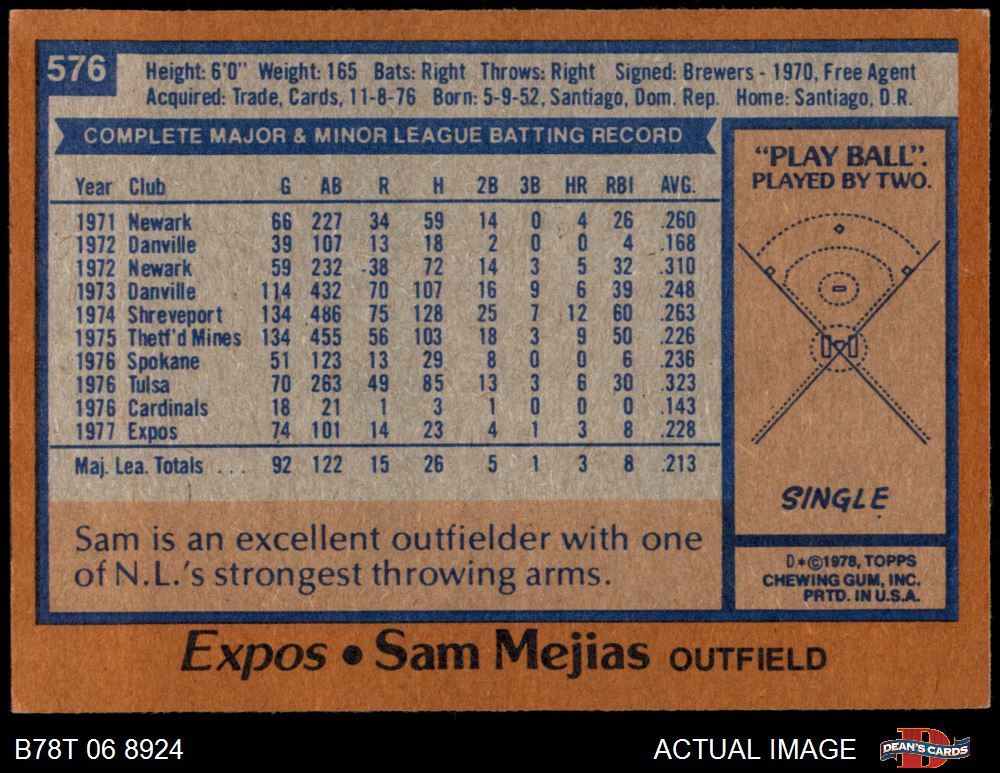 576
Height: 6'0" Weight: 165 Bats: Right Throws: Right Signed: Brewers - 1970, Free Agent
Acquired: Trade, Cards, 11-8-76 Born: 5-9-52, Santiago, Dom. Rep. Home: Santiago, D.R.
COMPLETE MAJOR & MINOR LEAGUE BATTING RECORD
Year Club G AB R H 2B 3B HR RBI AVG.
1971 Newark 66 227 34 59 14 0 4 26 .260
1972 Danville 39 107 13 18 2 0 0 4 .168
1972 Newark 59 232 38 72 14 3 5 32 .310
1973 Danville 114 432 70 107 16 9 6 39 .248
1974 Shreveport 134 486 75 128 25 7 12 60 .263
1975 Thetf'd Mines 134 455 56 103 18 3 9 50 .226
1976 Spokane 51 123 13 29 8 0 0 6 .236
1976 Tulsa 70 263 49 85 13 3 6 30 .323
1976 Cardinals 18 21 1 3 1 0 0 0 .143
1977 Expos 74 101 14 23 4 1 3 8 .228
Maj. Lea. Totals . . . 92 122 15 26 5 1 3 8 .213
Sam is an excellent outfielder with one
of N.L.'s strongest throwing arms.
"PLAY BALL".
PLAYED BY TWO.
SINGLE
D*©1978, TOPPS
CHEWING GUM, INC.
PRTD. IN U.S.A.
Expos • Sam Mejias OUTFIELD
B78T 06 8924
ACTUAL IMAGE
DEAN'S CARDS